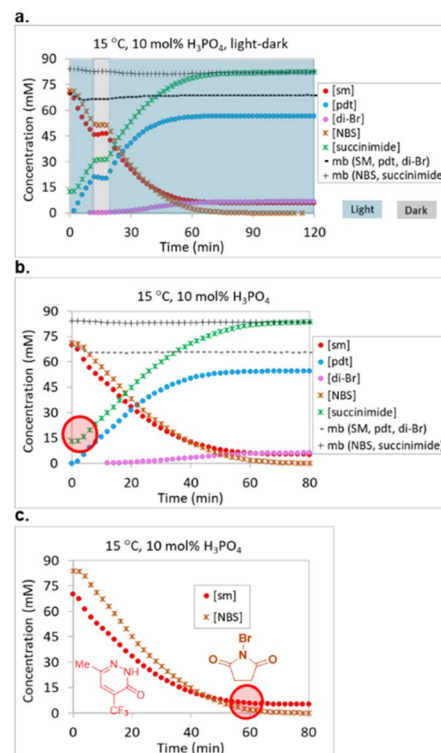 a.
15 °C, 10 mol% H₃PO₄, light-dark
Concentration (mM)
90
75
60
45
30
15
0
0 20 40 60 80 100 120
Time (min)
[sm]
[pdt]
[di-Br]
[NBS]
[succinimide]
mb (SM, pdt, di-Br)
mb (NBS, succinimide)
Light
Dark
b.
15 °C, 10 mol% H₃PO₄
Concentration (mM)
90
75
60
45
30
15
0
0 20 40 60 80
Time (min)
[sm]
[pdt]
[di-Br]
[NBS]
[succinimide]
mb (SM, pdt, di-Br)
mb (NBS, succinimide)
c.
15 °C, 10 mol% H₃PO₄
Concentration (mM)
90
75
60
45
30
15
0
0 20 40 60 80
Time (min)
[sm]
[NBS]
Me
N
NH
O
CF₃
Br
N
O
O